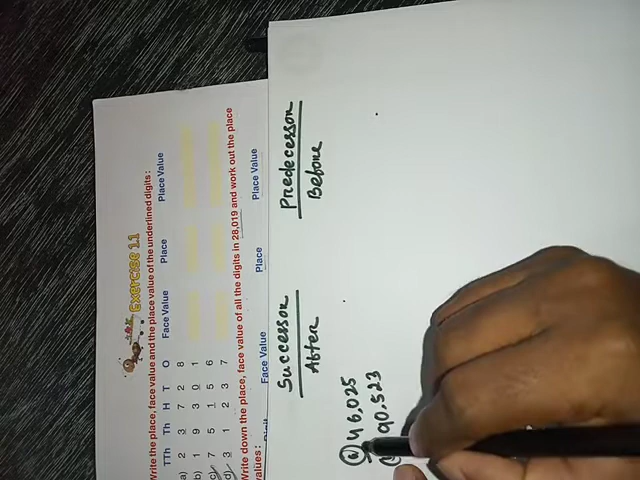 Exercise 1.1
Write the place, face value and the place value of the underlined digits :
TTh Th H T O Face Value Place Place Value
a) 2 3 7 2 8
b) 1 9 3 0 1
c) 7 5 1 5 6
d) 3 1 2 3 7
Write down the place, face value of all the digits in 28,019 and work out the place
values :
Face Value Place Place Value
Successor Predecessor
After Before
a) 46,025
90,523